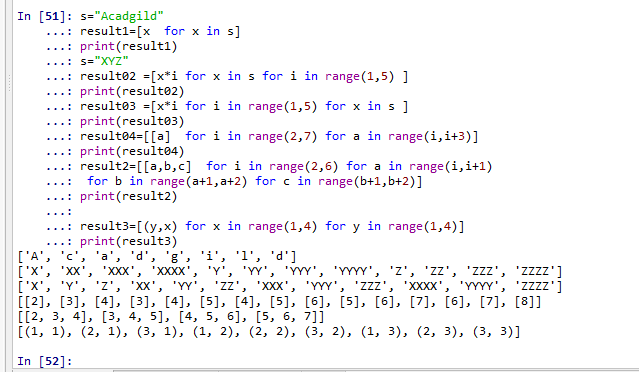 In [51]: s="Acadgild"
    ...: result1=[x  for x in s]
    ...: print(result1)
    ...: s="XYZ"
    ...: result02 =[x*i for x in s for i in range(1,5) ]
    ...: print(result02)
    ...: result03 =[x*i for i in range(1,5) for x in s ]
    ...: print(result03)
    ...: result04=[[a]  for i in range(2,7) for a in range(i,i+3)]
    ...: print(result04)
    ...: result2=[[a,b,c]  for i in range(2,6) for a in range(i,i+1)
    ...:  for b in range(a+1,a+2) for c in range(b+1,b+2)]
    ...: print(result2)
    ...:
    ...: result3=[(y,x) for x in range(1,4) for y in range(1,4)]
    ...: print(result3)
['A', 'c', 'a', 'd', 'g', 'i', 'l', 'd']
['X', 'XX', 'XXX', 'XXXX', 'Y', 'YY', 'YYY', 'YYYY', 'Z', 'ZZ', 'ZZZ', 'ZZZZ']
['X', 'Y', 'Z', 'XX', 'YY', 'ZZ', 'XXX', 'YYY', 'ZZZ', 'XXXX', 'YYYY', 'ZZZZ']
[[2], [3], [4], [3], [4], [5], [4], [5], [6], [5], [6], [7], [6], [7], [8]]
[[2, 3, 4], [3, 4, 5], [4, 5, 6], [5, 6, 7]]
[(1, 1), (2, 1), (3, 1), (1, 2), (2, 2), (3, 2), (1, 3), (2, 3), (3, 3)]
In [52]: